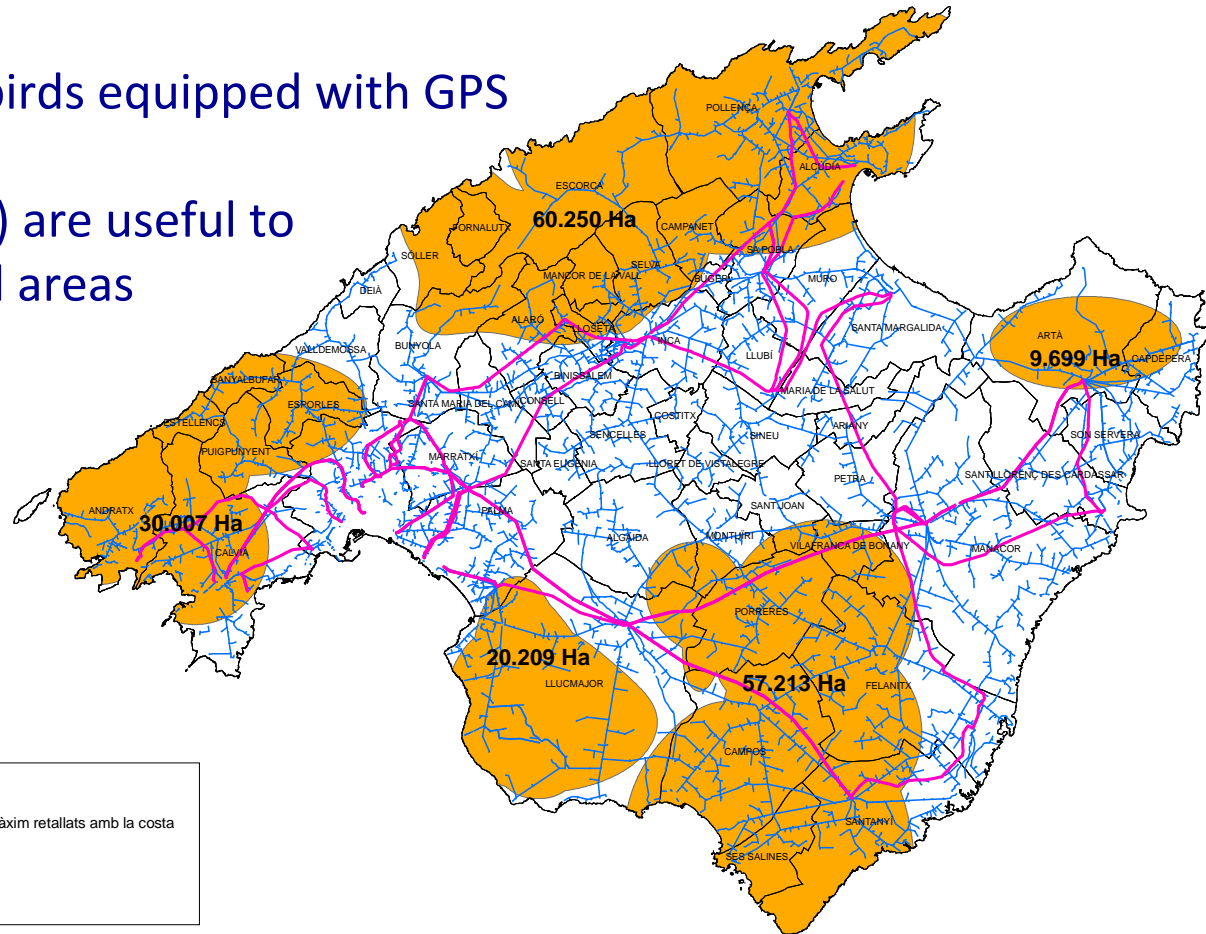 birds equipped with GPS
) are useful to
d areas
POLLENÇA
ALCÚDIA
ESCORCA
60.250 Ha
FORNALUTX
CAMPANET
SÓLLER
SA POBLA
SELVA
MANCOR DE LA VALL
BÚGER
MURO
DEIÀ
ALARÓ
LLOSETA
SANTA MARGALIDA
ARTÀ
9.699 Ha
CAPDEPERA
VALLDEMOSSA
BUNYOLA
INCA
LLUBÍ
BANYALBUFAR
BINISSALEM
MARIA DE LA SALUT
ESPORLES
SANTA MARIA DEL CAMÍ
CONSELL
COSTITX
ESTELLENCS
ARIANY
SON SERVERA
SENCELLES
SINEU
PUIGPUNYENT
MARRATXÍ
SANTA EUGÈNIA
LLORET DE VISTALEGRE
SANT LLORENÇ DES CARDASSAR
PETRA
ANDRATX
30.007 Ha
PALMA
SANT JOAN
CALVIÀ
ALGAIDA
MONTUÏRI
VILAFRANCA DE BONANY
MANACOR
PORRERES
20.209 Ha
LLUCMAJOR
57.213 Ha
FELANITX
CAMPOS
SANTANYÍ
SES SALINES
àxim retallats amb la costa